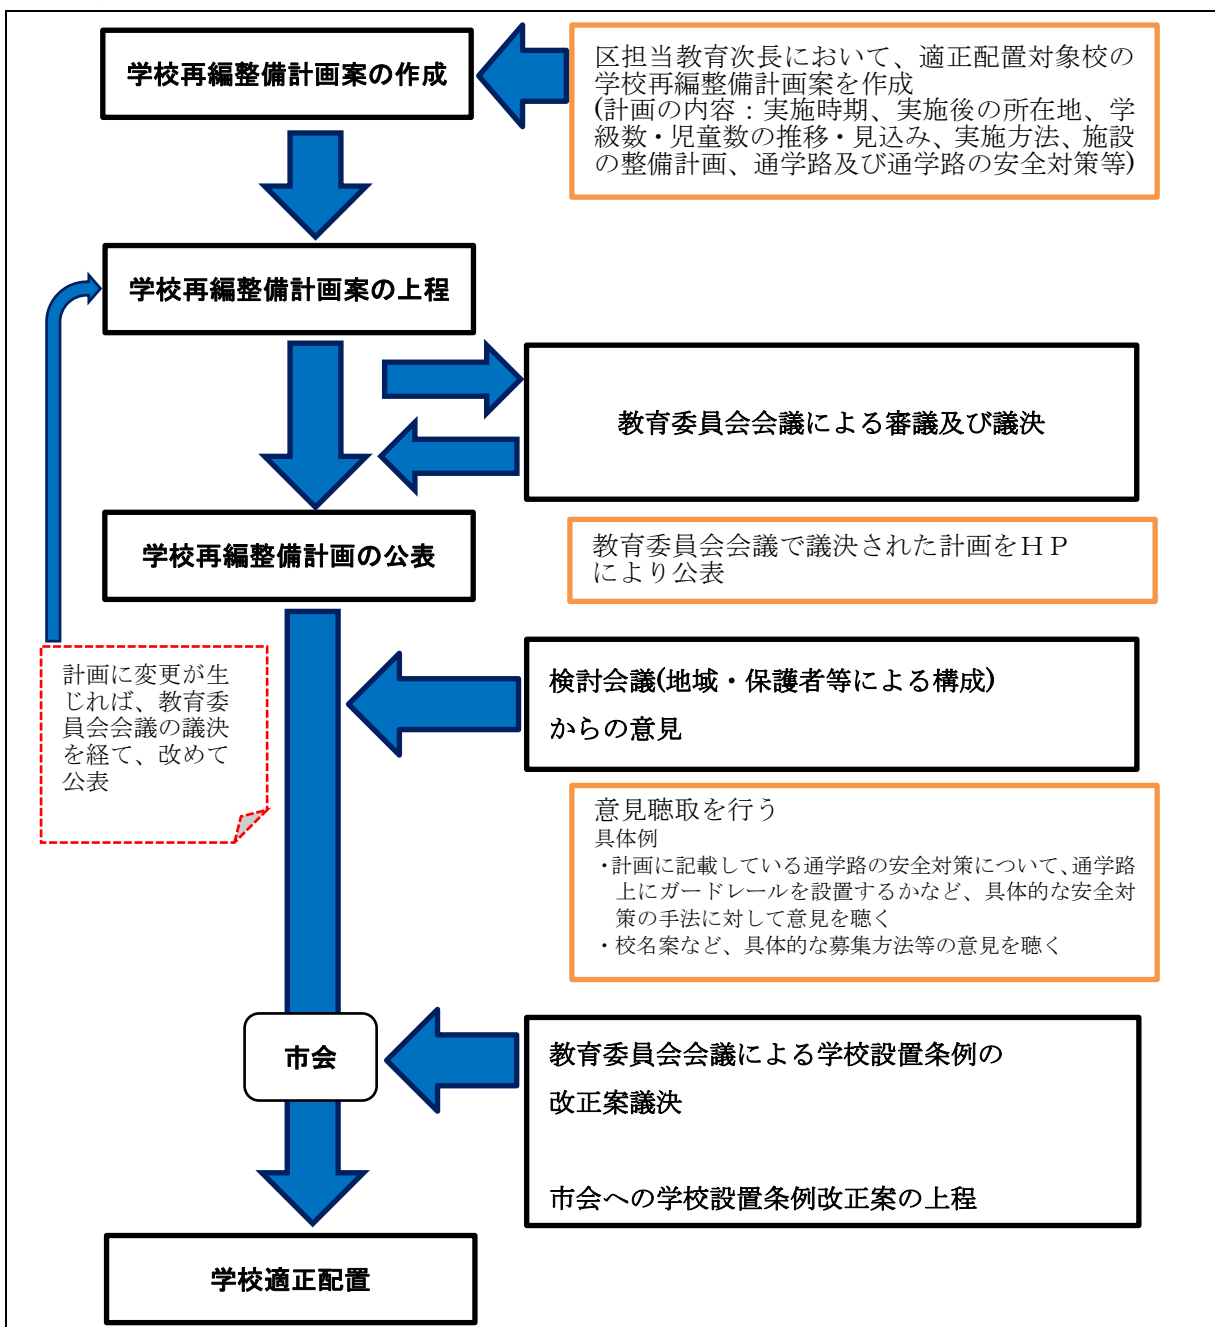 学校再編整備計画案の作成
区担当教育次長において、適正配置対象校の
学校再編整備計画案を作成
(計画の内容：実施時期、実施後の所在地、学
級数・児童数の推移・見込み、実施方法、施設
の整備計画、通学路及び通学路の安全対策等)
学校再編整備計画案の上程
教育委員会会議による審議及び議決
学校再編整備計画の公表
教育委員会会議で議決された計画をＨＰ
により公表
計画に変更が生
じれば、教育委
員会会議の議決
を経て、改めて
公表
検討会議(地域・保護者等による構成)
からの意見
意見聴取を行う
具体例
・計画に記載している通学路の安全対策について、通学路
上にガードレールを設置するかなど、具体的な安全対
策の手法に対して意見を聴く
・校名案など、具体的な募集方法等の意見を聴く
市会
教育委員会会議による学校設置条例の
改正案議決
市会への学校設置条例改正案の上程
学校適正配置